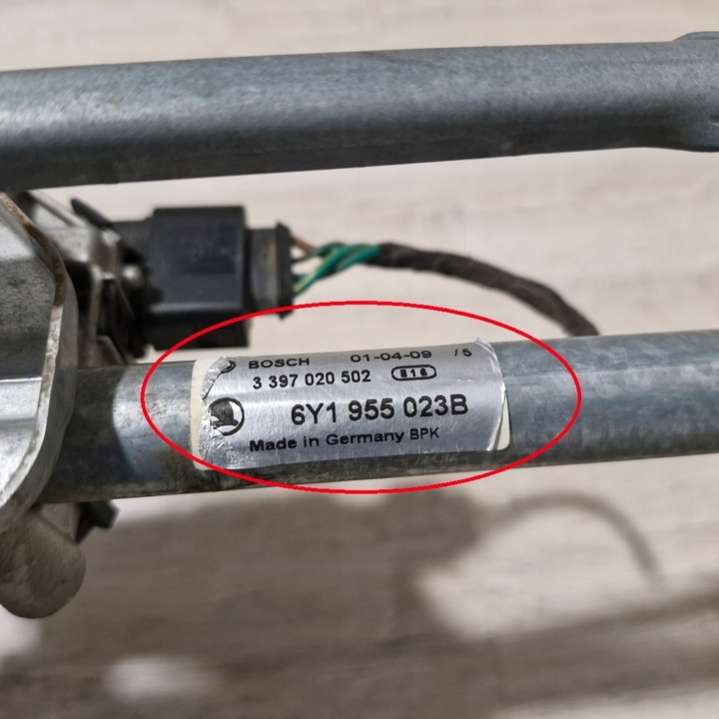 BOSCH 01-04-09 /5
3 397 020 502 816
6Y1 955 023B
Made in Germany BPK